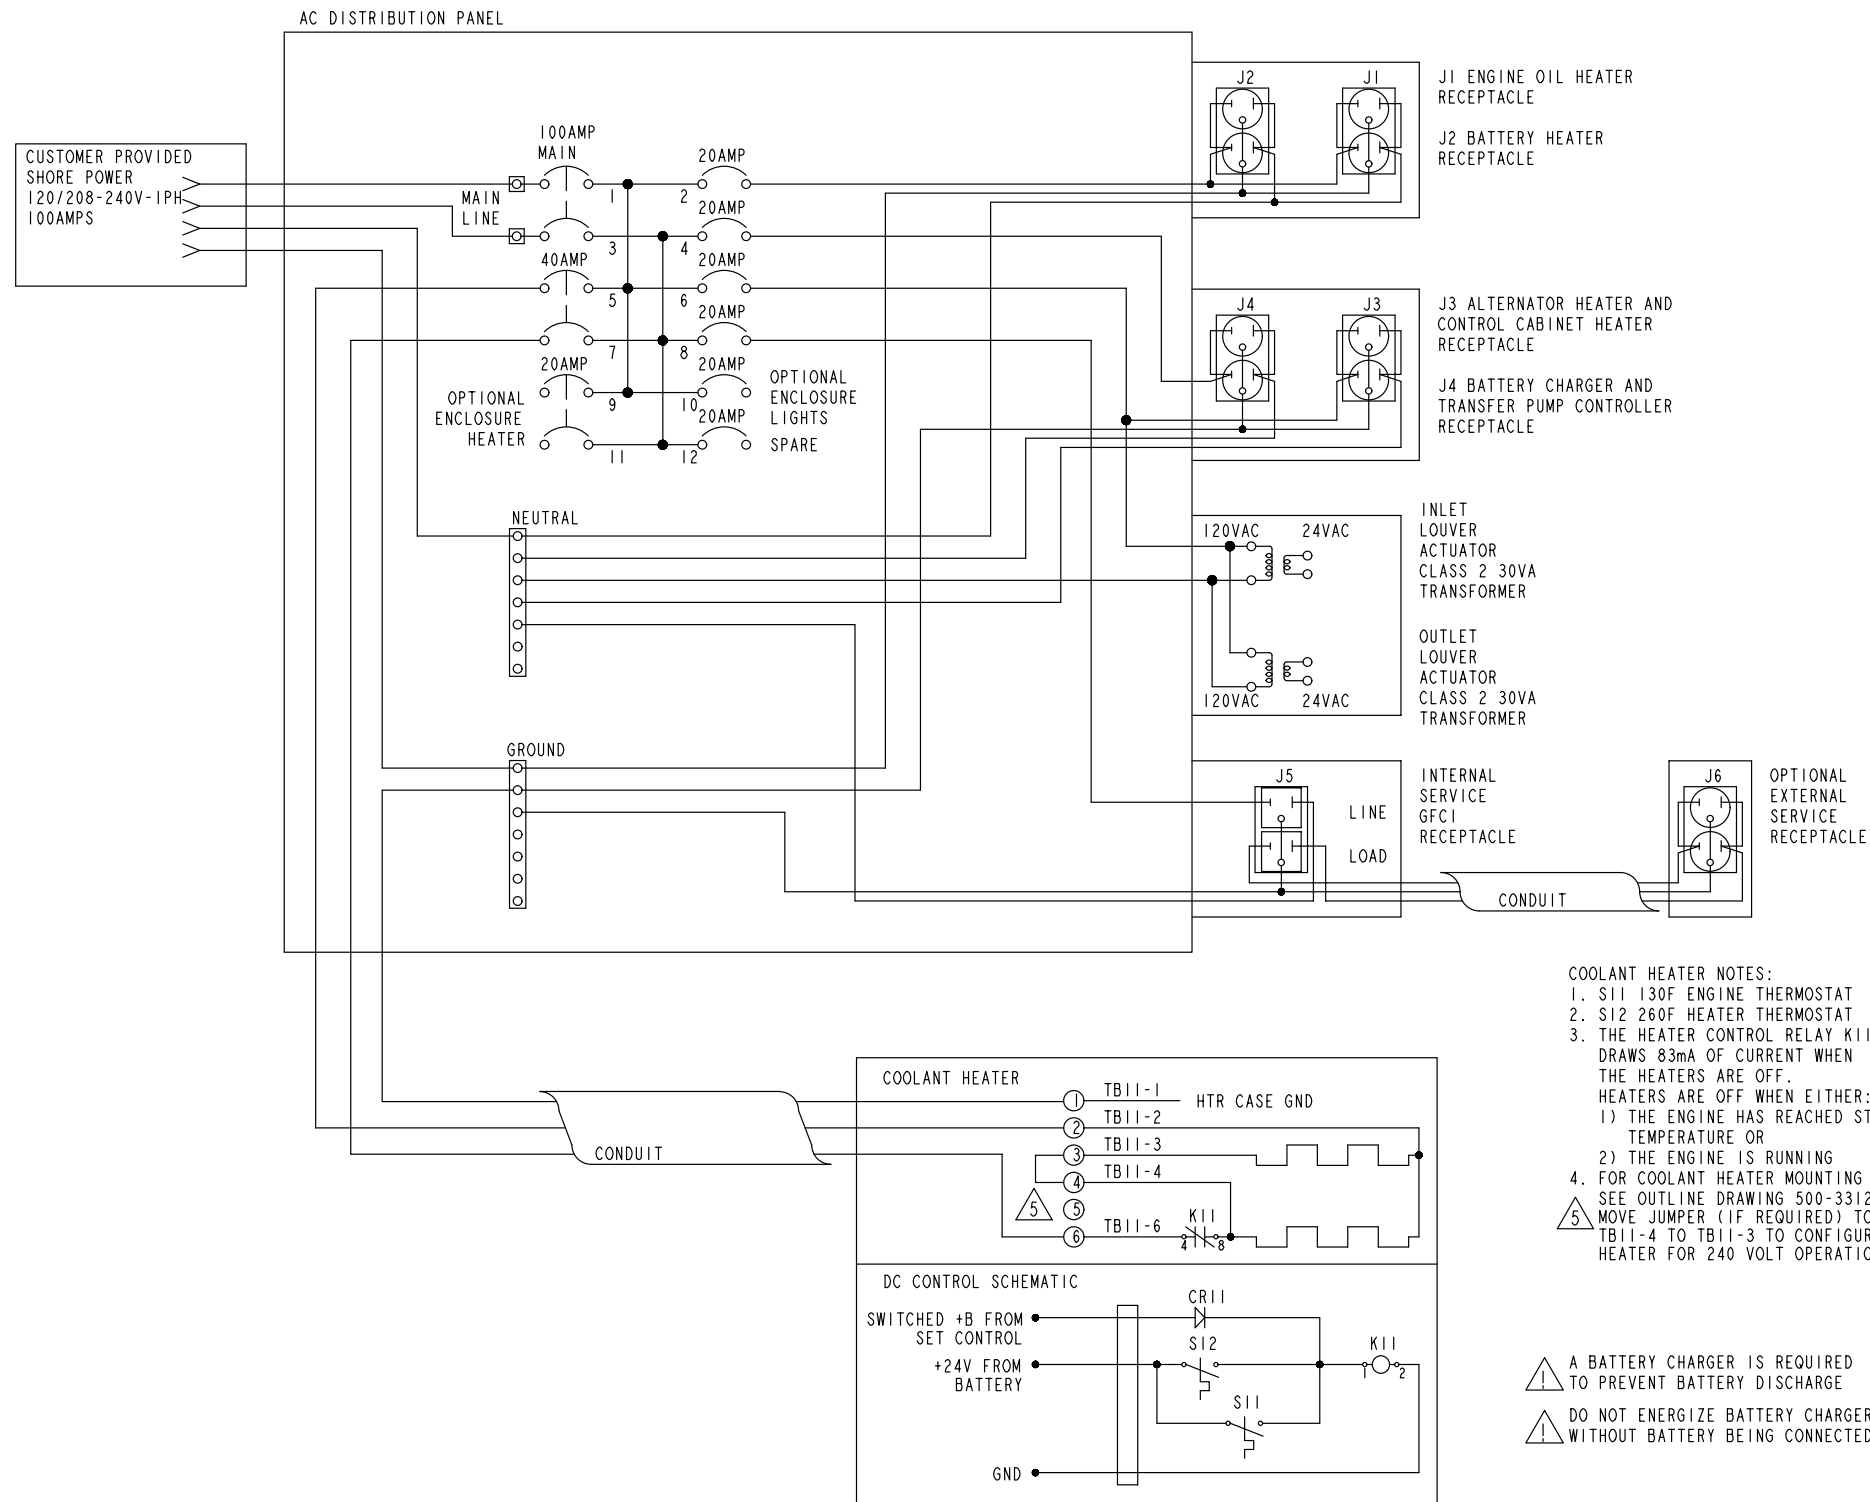 AC DISTRIBUTION PANEL
CUSTOMER PROVIDED
SHORE POWER
120/208-240V-1PH
100AMPS
MAIN
LINE
100AMP
MAIN
1
3
40AMP
5
7
20AMP
9
11
OPTIONAL
ENCLOSURE
HEATER
20AMP
2
20AMP
4
20AMP
6
20AMP
8
20AMP
10
20AMP
12
OPTIONAL
ENCLOSURE
LIGHTS
SPARE
NEUTRAL
GROUND
J2
J1
J1 ENGINE OIL HEATER
RECEPTACLE
J2 BATTERY HEATER
RECEPTACLE
J4
J3
J3 ALTERNATOR HEATER AND
CONTROL CABINET HEATER
RECEPTACLE
J4 BATTERY CHARGER AND
TRANSFER PUMP CONTROLLER
RECEPTACLE
120VAC
24VAC
INLET
LOUVER
ACTUATOR
CLASS 2 30VA
TRANSFORMER
OUTLET
LOUVER
ACTUATOR
CLASS 2 30VA
TRANSFORMER
120VAC
24VAC
J5
LINE
LOAD
INTERNAL
SERVICE
GFCI
RECEPTACLE
CONDUIT
J6
OPTIONAL
EXTERNAL
SERVICE
RECEPTACLE
COOLANT HEATER NOTES:
1. S11 130F ENGINE THERMOSTAT
2. S12 260F HEATER THERMOSTAT
3. THE HEATER CONTROL RELAY K11
DRAWS 83mA OF CURRENT WHEN
THE HEATERS ARE OFF.
HEATERS ARE OFF WHEN EITHER:
1) THE ENGINE HAS REACHED ST
TEMPERATURE OR
2) THE ENGINE IS RUNNING
4. FOR COOLANT HEATER MOUNTING
SEE OUTLINE DRAWING 500-3312
5 MOVE JUMPER (IF REQUIRED) TO
TB11-4 TO TB11-3 TO CONFIGUR
HEATER FOR 240 VOLT OPERATIO
CONDUIT
COOLANT HEATER
1 TB11-1
HTR CASE GND
2 TB11-2
3 TB11-3
4 TB11-4
5
5
6 TB11-6
K11
4 8
DC CONTROL SCHEMATIC
SWITCHED +B FROM
SET CONTROL
+24V FROM
BATTERY
GND
CR11
S12
S11
K11
1 2
! A BATTERY CHARGER IS REQUIRED
TO PREVENT BATTERY DISCHARGE
! DO NOT ENERGIZE BATTERY CHARGER
WITHOUT BATTERY BEING CONNECTED